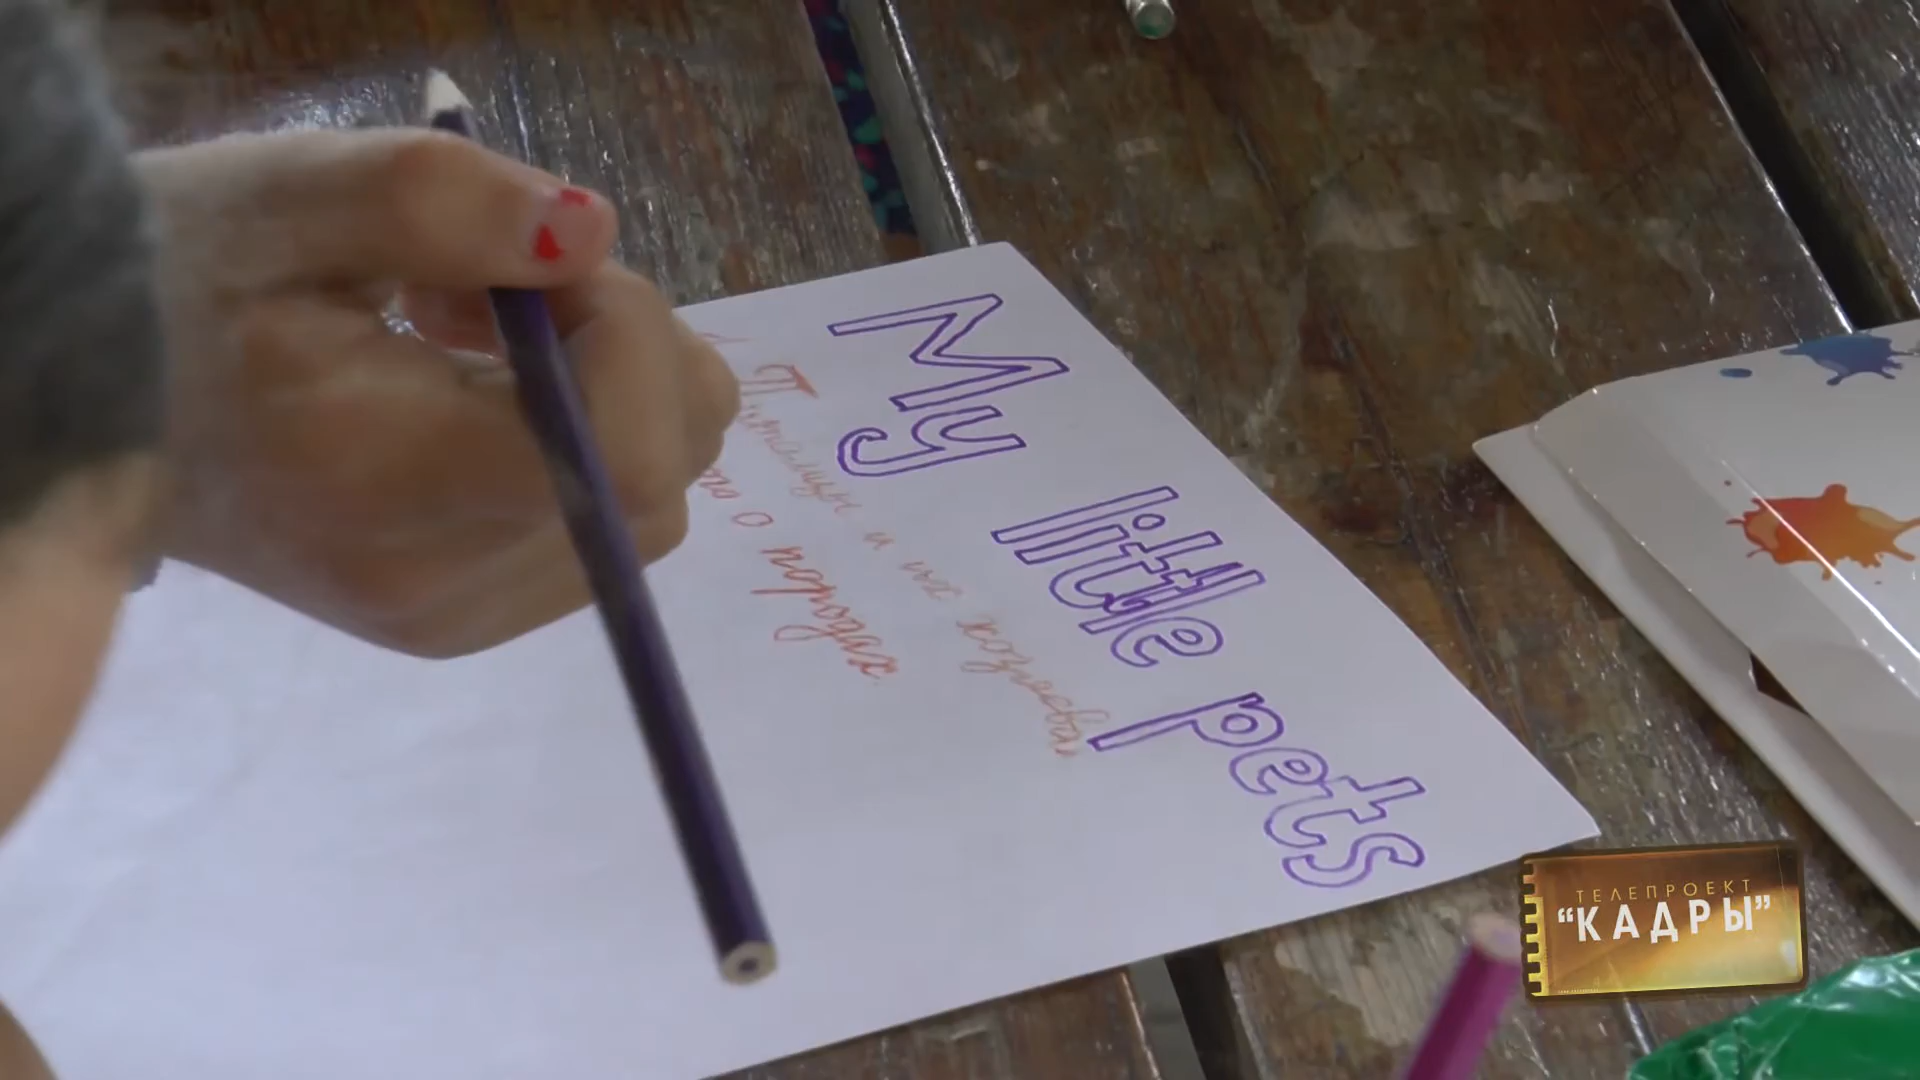 My little pets
Питомцы и их хозяева
о породах
ТЕЛЕПРОЕКТ
“КАДРЫ”